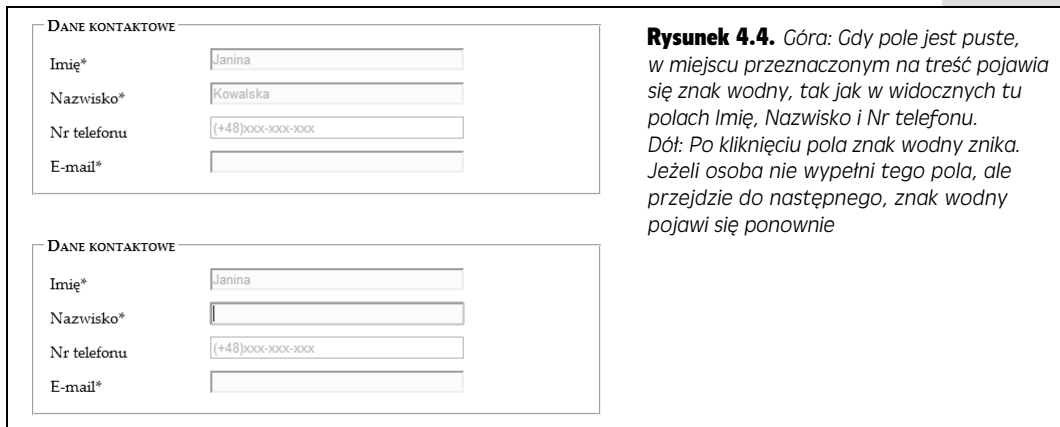 DANE KONTAKTOWE
Imię* Janina
Nazwisko* Kowalska
Nr telefonu (+48)xxx-xxx-xxx
E-mail*
DANE KONTAKTOWE
Imię* Janina
Nazwisko*
Nr telefonu (+48)xxx-xxx-xxx
E-mail*
Rysunek 4.4. Góra: Gdy pole jest puste,
w miejscu przeznaczonym na treść pojawia
się znak wodny, tak jak w widocznych tu
polach Imię, Nazwisko i Nr telefonu.
Dół: Po kliknięciu pola znak wodny znika.
Jeżeli osoba nie wypełni tego pola, ale
przejdzie do następnego, znak wodny
pojawi się ponownie